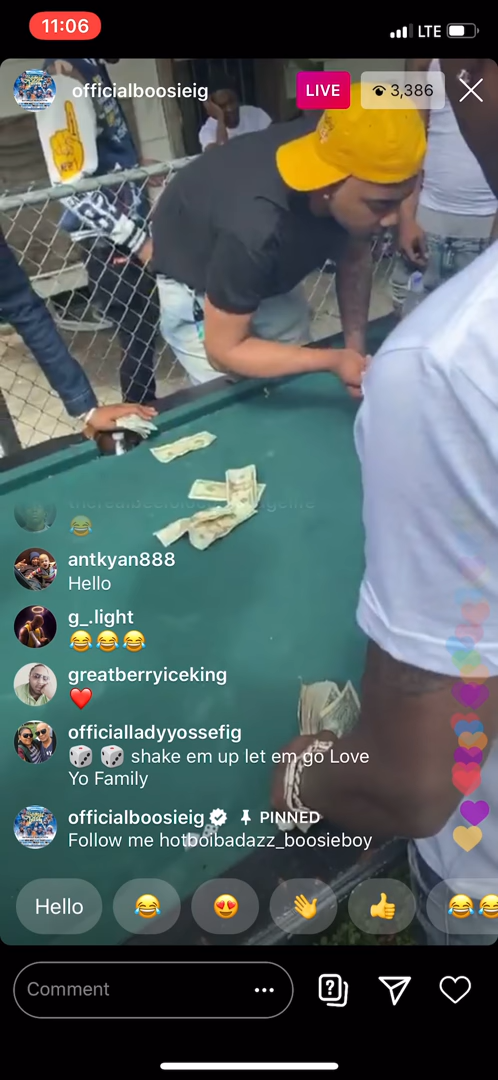 11:06
LTE
officialboosieig
LIVE
3,386
😂
antkyan888
Hello
g_.light
😂😂😂
greatberryiceking
❤️
officialladyyossefig
🎲 🎲 shake em up let em go Love
Yo Family
officialboosieig PINNED
Follow me hotboibadazz_boosieboy
Hello 😂 😍 👋 👍 😂😂
Comment